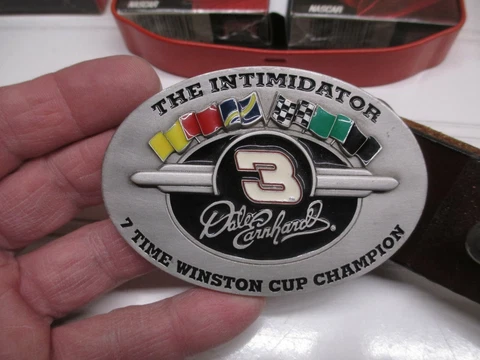 NASCAR
NASCAR
THE INTIMIDATOR
3
Dale
Earnhardt
®
7 TIME WINSTON CUP CHAMPION